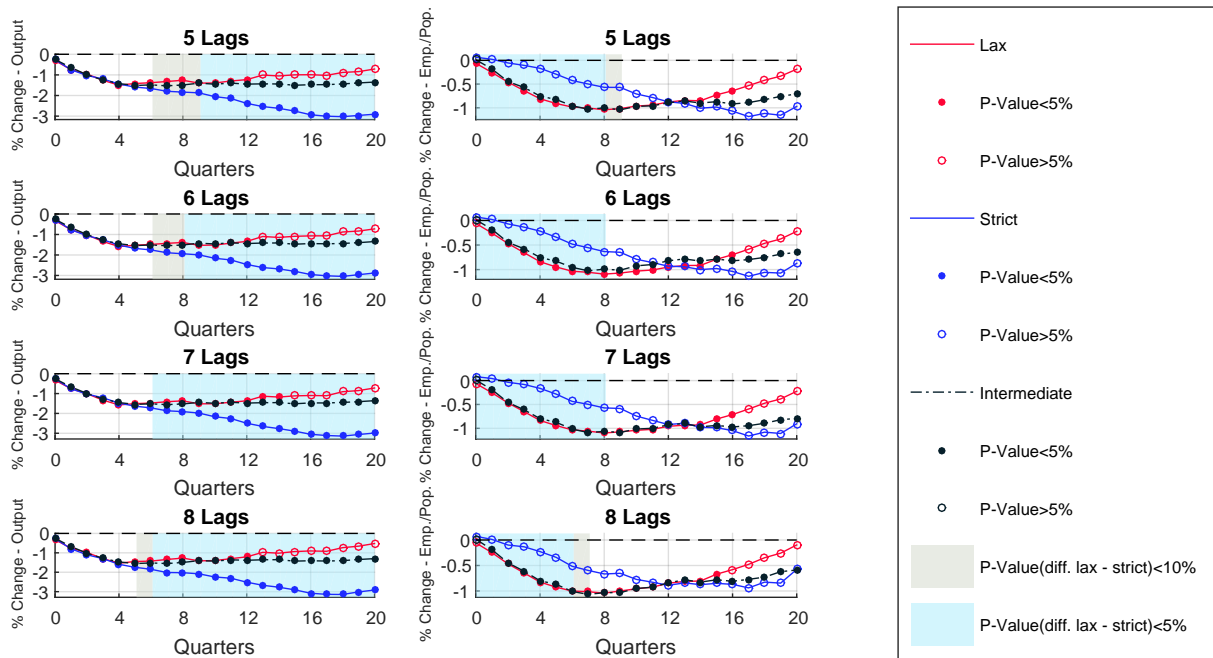 5 Lags
% Change - Output
0
-1
-2
-3
0 4 8 12 16 20
Quarters
5 Lags
% Change - Emp./Pop.
0
-0.5
-1
0 4 8 12 16 20
Quarters
6 Lags
% Change - Output
0
-1
-2
-3
0 4 8 12 16 20
Quarters
6 Lags
% Change - Emp./Pop.
0
-0.5
-1
0 4 8 12 16 20
Quarters
7 Lags
% Change - Output
0
-1
-2
-3
0 4 8 12 16 20
Quarters
7 Lags
% Change - Emp./Pop.
0
-0.5
-1
0 4 8 12 16 20
Quarters
8 Lags
% Change - Output
0
-1
-2
-3
0 4 8 12 16 20
Quarters
8 Lags
% Change - Emp./Pop.
0
-0.5
-1
0 4 8 12 16 20
Quarters
Lax
P-Value<5%
P-Value>5%
Strict
P-Value<5%
P-Value>5%
Intermediate
P-Value<5%
P-Value>5%
P-Value(diff. lax - strict)<10%
P-Value(diff. lax - strict)<5%